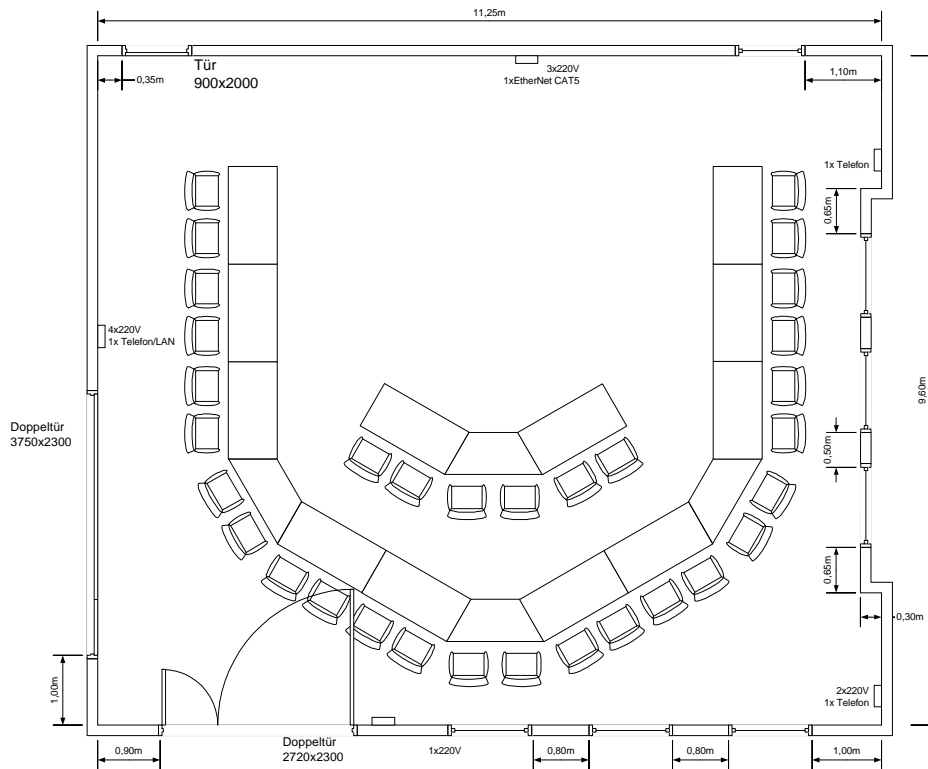 11,25m
Tür
900x2000
0,35m
3x220V
1xEtherNet CAT5
1,10m
1x Telefon
0,65m
4x220V
1x Telefon/LAN
9,60m
Doppeltür
3750x2300
0,50m
0,65m
0,30m
1,00m
2x220V
1x Telefon
Doppeltür
2720x2300
0,90m
1x220V
0,80m
0,80m
1,00m